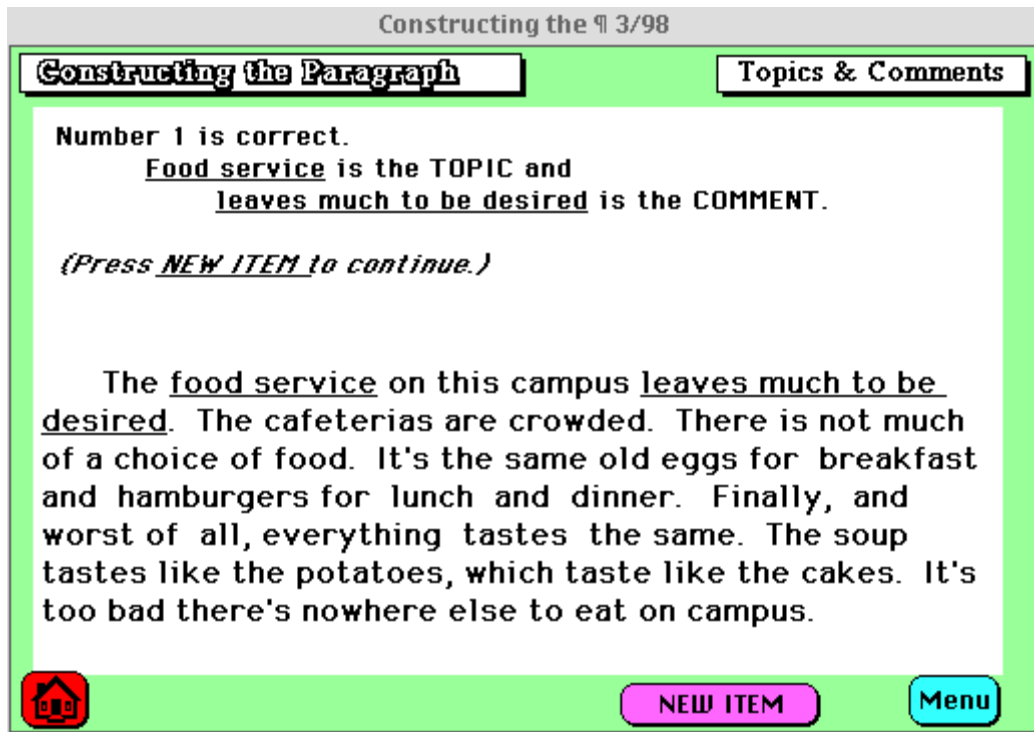 Constructing the ¶ 3/98
Constructing the Paragraph
Topics & Comments
Number 1 is correct.
Food service is the TOPIC and
leaves much to be desired is the COMMENT.
(Press NEW ITEM to continue.)
The food service on this campus leaves much to be
desired. The cafeterias are crowded. There is not much
of a choice of food. It's the same old eggs for breakfast
and hamburgers for lunch and dinner. Finally, and
worst of all, everything tastes the same. The soup
tastes like the potatoes, which taste like the cakes. It's
too bad there's nowhere else to eat on campus.
NEW ITEM
Menu